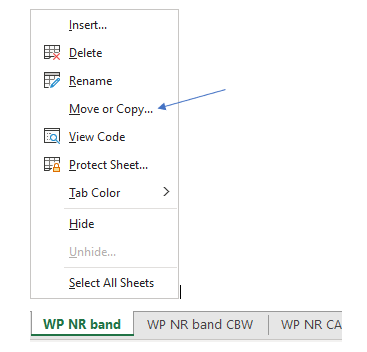 Insert...
Delete
Rename
Move or Copy...
View Code
Protect Sheet...
Tab Color
Hide
Unhide...
Select All Sheets
WP NR band WP NR band CBW WP NR CA